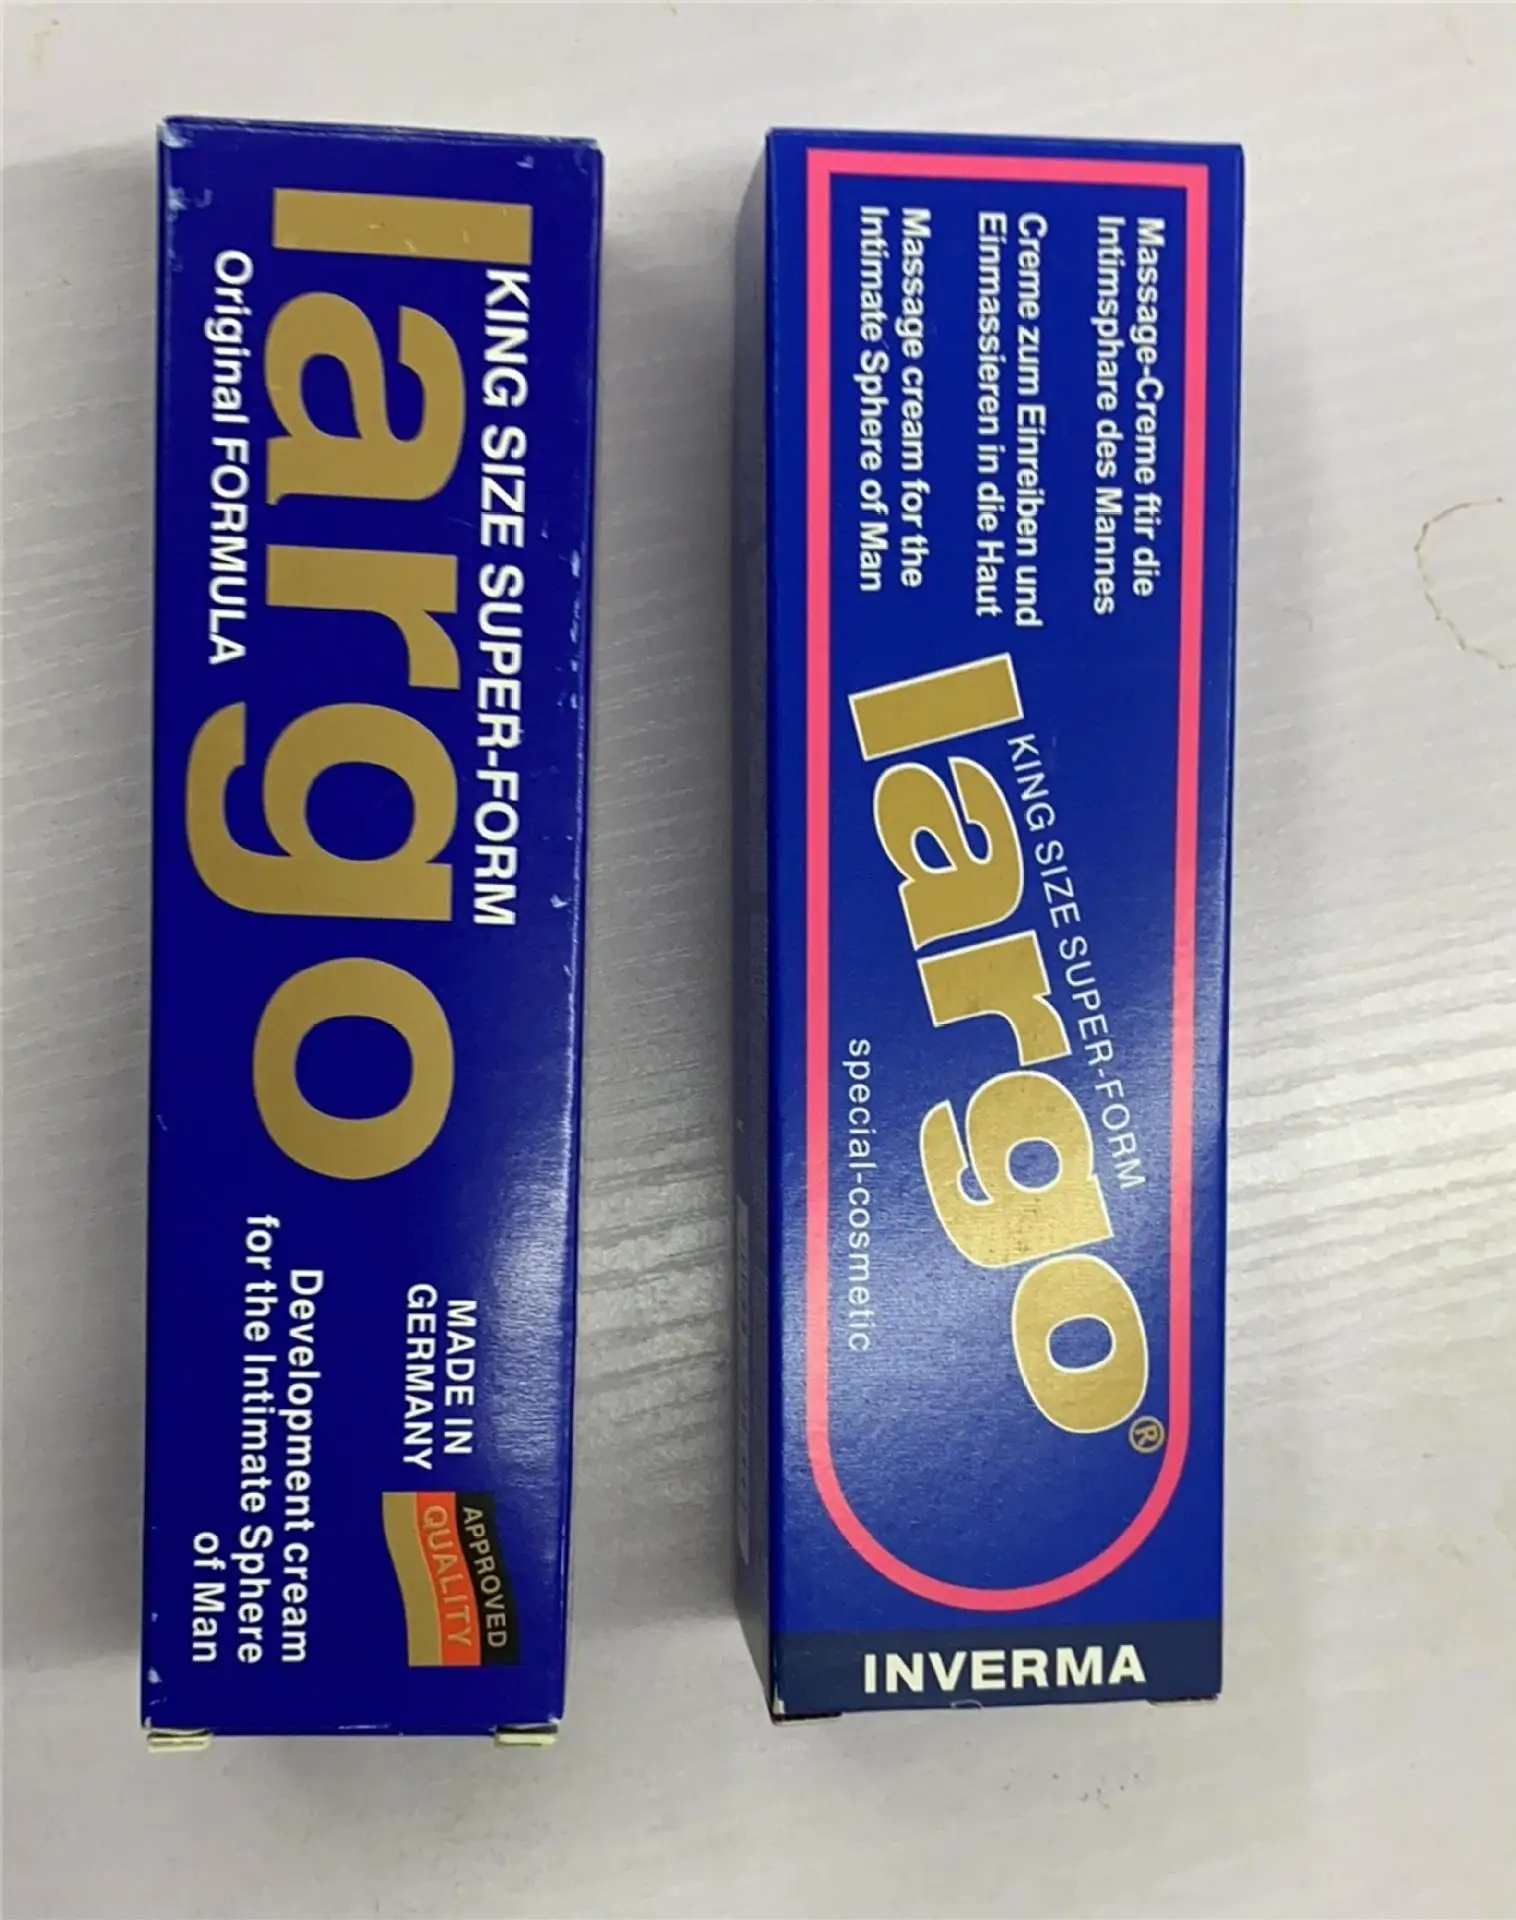 KING SIZE SUPER-FORM
largo
Original FORMULA
MADE IN
GERMANY
APPROVED
QUALITY
Development cream
for the Intimate Sphere
of Man
Massage-Creme ftir die
Intimsphare des Mannes
Creme zum Einreiben und
Einmassieren in die Haut
Massage cream for the
Intimate Sphere of Man
KING SIZE SUPER-FORM
largo®
special-cosmetic
INVERMA